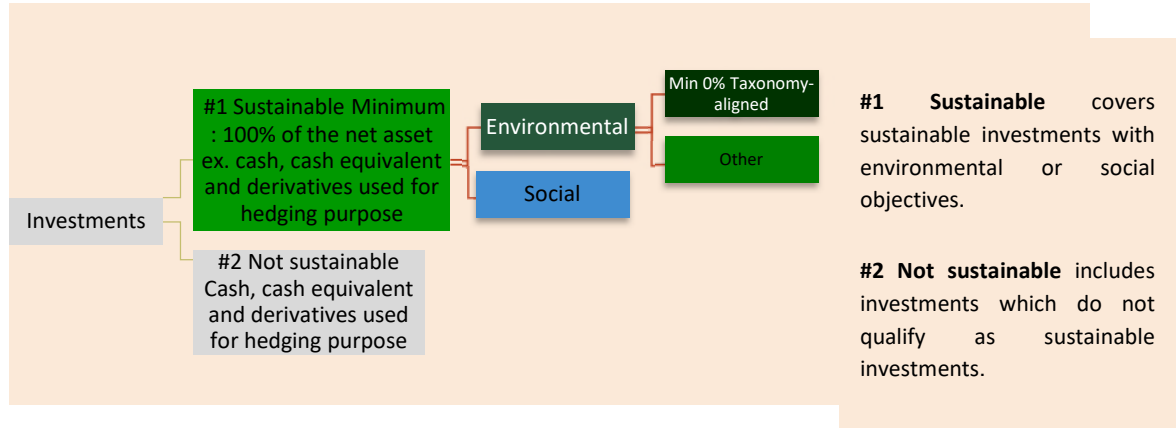 Investments
#1 Sustainable Minimum
: 100% of the net asset
ex. cash, cash equivalent
and derivatives used for
hedging purpose
#2 Not sustainable
Cash, cash equivalent
and derivatives used
for hedging purpose
Environmental
Social
Min 0% Taxonomy-
aligned
Other
#1 Sustainable covers
sustainable investments with
environmental or social
objectives.
#2 Not sustainable includes
investments which do not
qualify as sustainable
investments.